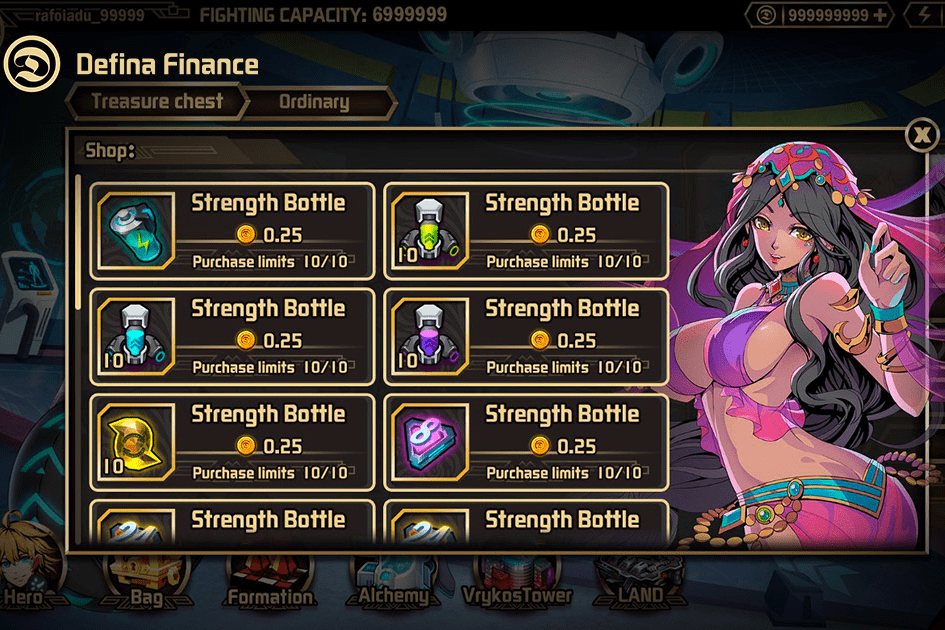 rafoiadu_99999
FIGHTING CAPACITY: 6999999
999999999 +
Defina Finance
Treasure chest
Ordinary
Shop:
X
Strength Bottle
0.25
Purchase limits 10/10
Strength Bottle
0.25
Purchase limits 10/10
10
Strength Bottle
0.25
Purchase limits 10/10
10
Strength Bottle
0.25
Purchase limits 10/10
10
Strength Bottle
0.25
Purchase limits 10/10
10
Strength Bottle
0.25
Purchase limits 10/10
8
Strength Bottle
24
Strength Bottle
24
Hero
Bag
Formation
Alchemy
VrykosTower
LAND